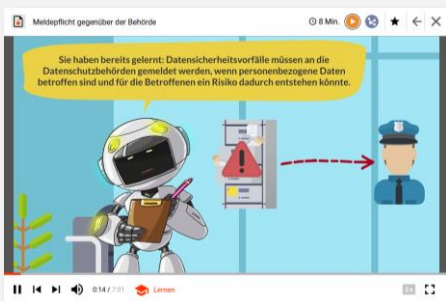 Meldepflicht gegenüber der Behörde
8 Min.
Sie haben bereits gelernt: Datensicherheitsvorfälle müssen an die
Datenschutzbehörden gemeldet werden, wenn personenbezogene Daten
betroffen sind und für die Betroffenen ein Risiko dadurch entstehen könnte.
0:14 / 7:01 Lernen